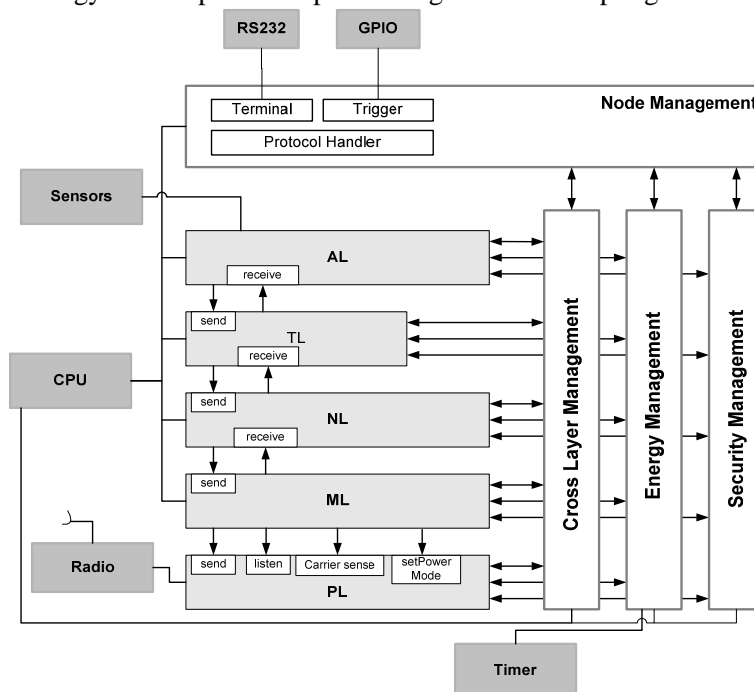 RS232
GPIO
Node Management
Terminal
Trigger
Protocol Handler
Sensors
AL
receive
send
TL
receive
CPU
send
NL
receive
send
ML
Radio
send
listen
Carrier sense
setPower
Mode
PL
Cross Layer Management
Energy Management
Security Management
Timer